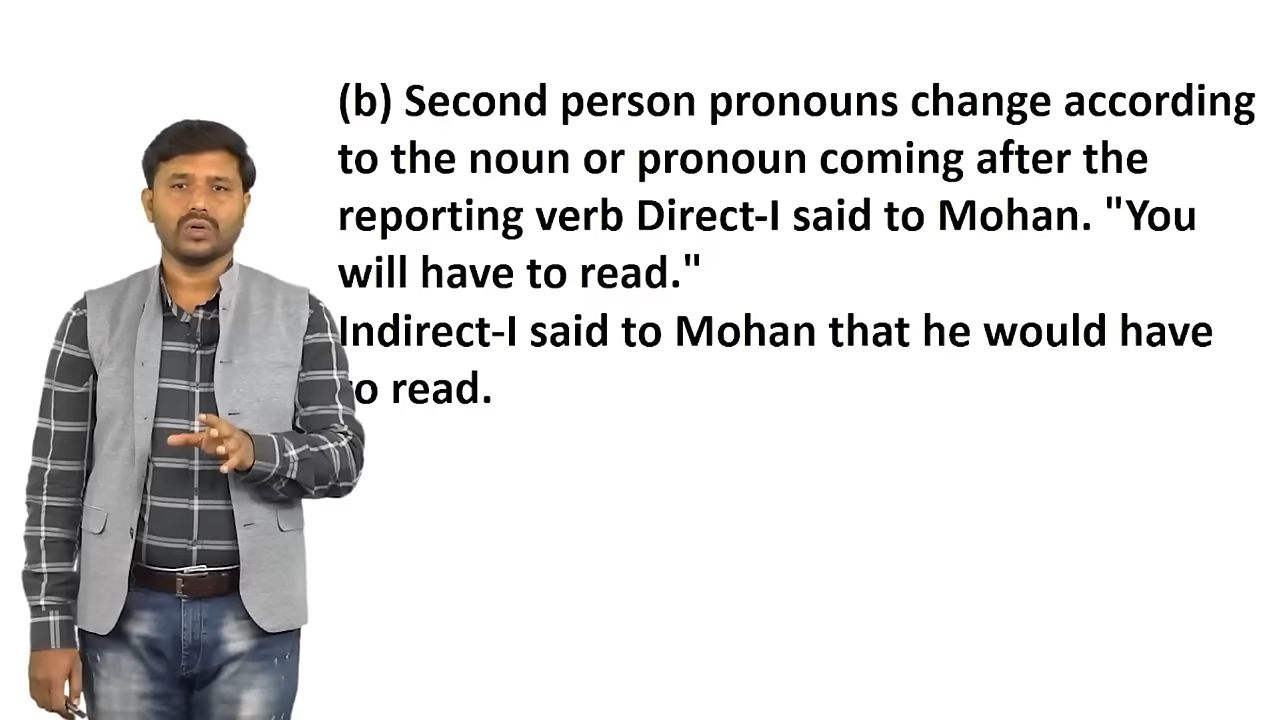 (b) Second person pronouns change according
to the noun or pronoun coming after the
reporting verb Direct-I said to Mohan. "You
will have to read."
Indirect-I said to Mohan that he would have
to read.